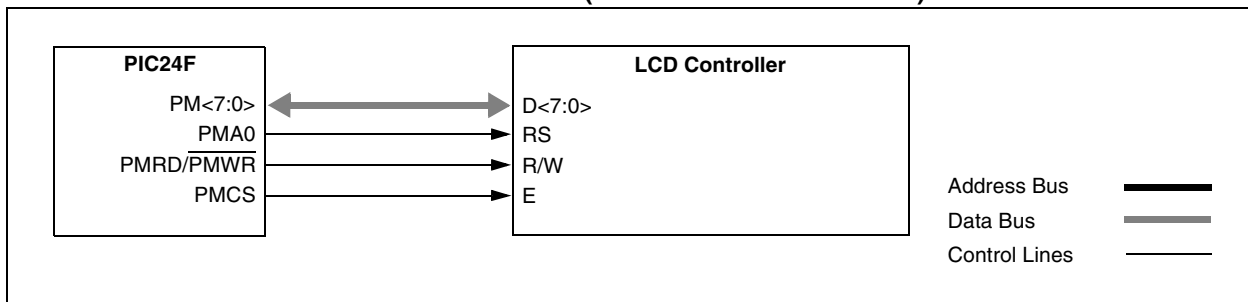 PIC24F
PM<7:0>
PMA0
PMRD/PMWR
PMCS
LCD Controller
D<7:0>
RS
R/W
E
Address Bus
Data Bus
Control Lines